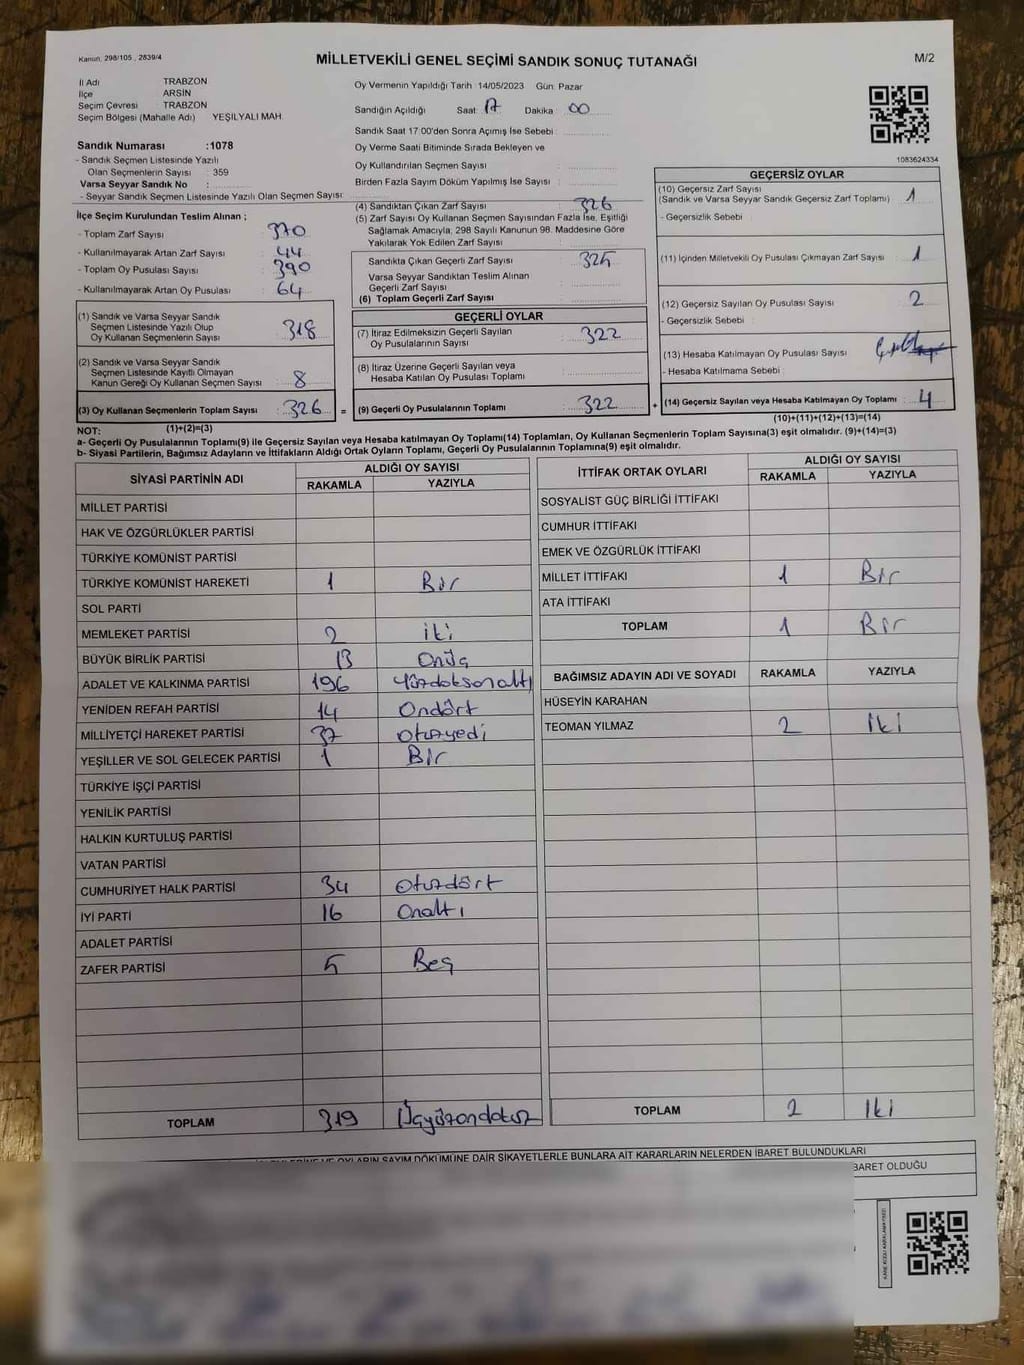 Kanun, 298/105 , 2839/4
MİLLETVEKİLİ GENEL SEÇİMİ SANDIK SONUÇ TUTANAĞI
M/2
İl Adı : TRABZON
İlçe : ARSİN
Seçim Çevresi : TRABZON
Seçim Bölgesi (Mahalle Adı) YEŞİLYALI MAH.
Sandık Numarası :1078
- Sandık Seçmen Listesinde Yazılı
Olan Seçmenlerin Sayısı : 359
Varsa Seyyar Sandık No :
- Seyyar Sandık Seçmen Listesinde Yazılı Olan Seçmen Sayısı:
Oy Vermenin Yapıldığı Tarih 14/05/2023 Gün: Pazar
Sandığın Açıldığı Saat: 17 Dakika : 00
Sandık Saat 17:00'den Sonra Açımış İse Sebebi :
Oy Verme Saati Bitiminde Sırada Bekleyen ve
Oy Kullandırılan Seçmen Sayısı :
Birden Fazla Sayım Döküm Yapılmış İse Sayısı :
1083624334
İlçe Seçim Kurulundan Teslim Alınan ;
- Toplam Zarf Sayısı : 370
- Kullanılmayarak Artan Zarf Sayısı : 44
- Toplam Oy Pusulası Sayısı : 390
- Kullanılmayarak Artan Oy Pusulası : 64
(4) Sandıktan Çıkan Zarf Sayısı : 326
(5) Zarf Sayısı Oy Kullanan Seçmen Sayısından Fazla İse, Eşitliği
Sağlamak Amacıyla, 298 Sayılı Kanunun 98. Maddesine Göre
Yakılarak Yok Edilen Zarf Sayısı :
Sandıkta Çıkan Geçerli Zarf Sayısı : 325
Varsa Seyyar Sandıktan Teslim Alınan
Geçerli Zarf Sayısı :
(6) Toplam Geçerli Zarf Sayısı :
GEÇERSİZ OYLAR
(10) Geçersiz Zarf Sayısı
(Sandık ve Varsa Seyyar Sandık Geçersiz Zarf Toplamı) : 1
- Geçersizlik Sebebi :
(11) İçinden Milletvekili Oy Pusulası Çıkmayan Zarf Sayısı : 1
(12) Geçersiz Sayılan Oy Pusulası Sayısı : 2
- Geçersizlik Sebebi :
(13) Hesaba Katılmayan Oy Pusulası Sayısı :
- Hesaba Katılmama Sebebi :
(14) Geçersiz Sayılan veya Hesaba Katılmayan Oy Toplamı : 4
(10)+(11)+(12)+(13)=(14)
(1) Sandık ve Varsa Seyyar Sandık
Seçmen Listesinde Yazılı Olup
Oy Kullanan Seçmenlerin Sayısı : 318
(2) Sandık ve Varsa Seyyar Sandık
Seçmen Listesinde Kayıtlı Olmayan
Kanun Gereği Oy Kullanan Seçmen Sayısı : 8
(3) Oy Kullanan Seçmenlerin Toplam Sayısı : 326 =
(1)+(2)=(3)
GEÇERLİ OYLAR
(7) İtiraz Edilmeksizin Geçerli Sayılan
Oy Pusulalarının Sayısı : 322
(8) İtiraz Üzerine Geçerli Sayılan veya
Hesaba Katılan Oy Pusulası Toplamı :
(9) Geçerli Oy Pusulalarının Toplamı : 322 +
NOT:
a- Geçerli Oy Pusulalarının Toplamı(9) ile Geçersiz Sayılan veya Hesaba katılmayan Oy Toplamı(14) Toplamları, Oy Kullanan Seçmenlerin Toplam Sayısına(3) eşit olmalıdır. (9)+(14)=(3)
b- Siyasi Partilerin, Bağımsız Adayların ve İttifakların Aldığı Ortak Oyların Toplamı, Geçerli Oy Pusulalarının Toplamına(9) eşit olmalıdır.
SİYASİ PARTİNİN ADI ALDIĞI OY SAYISI
RAKAMLA YAZIYLA
MİLLET PARTİSİ
HAK VE ÖZGÜRLÜKLER PARTİSİ
TÜRKİYE KOMÜNİST PARTİSİ
TÜRKİYE KOMÜNİST HAREKETİ 1 Bir
SOL PARTİ
MEMLEKET PARTİSİ 2 iki
BÜYÜK BİRLİK PARTİSİ 13 Onüç
ADALET VE KALKINMA PARTİSİ 196 Yüzdoksonaltı
YENİDEN REFAH PARTİSİ 14 Ondört
MİLLİYETÇİ HAREKET PARTİSİ 37 otuzyedi
YEŞİLLER VE SOL GELECEK PARTİSİ 1 Bir
TÜRKİYE İŞÇİ PARTİSİ
YENİLİK PARTİSİ
HALKIN KURTULUŞ PARTİSİ
VATAN PARTİSİ
CUMHURİYET HALK PARTİSİ 34 otuzdört
İYİ PARTİ 16 Onaltı
ADALET PARTİSİ
ZAFER PARTİSİ 5 Beş
TOPLAM 319 Üçyüzondokuz
İTTİFAK ORTAK OYLARI ALDIĞI OY SAYISI
RAKAMLA YAZIYLA
SOSYALİST GÜÇ BİRLİĞİ İTTİFAKI
CUMHUR İTTİFAKI
EMEK VE ÖZGÜRLÜK İTTİFAKI
MİLLET İTTİFAKI 1 Bir
ATA İTTİFAKI
TOPLAM 1 Bir
BAĞIMSIZ ADAYIN ADI VE SOYADI RAKAMLA YAZIYLA
HÜSEYİN KARAHAN
TEOMAN YILMAZ 2 iki
TOPLAM 2 iki
VE OYLARIN SAYIM DÖKÜMÜNE DAİR ŞİKAYETLERLE BUNLARA AİT KARARLARIN NELERDEN İBARET BULUNDUKLARI
İBARET OLDUĞU